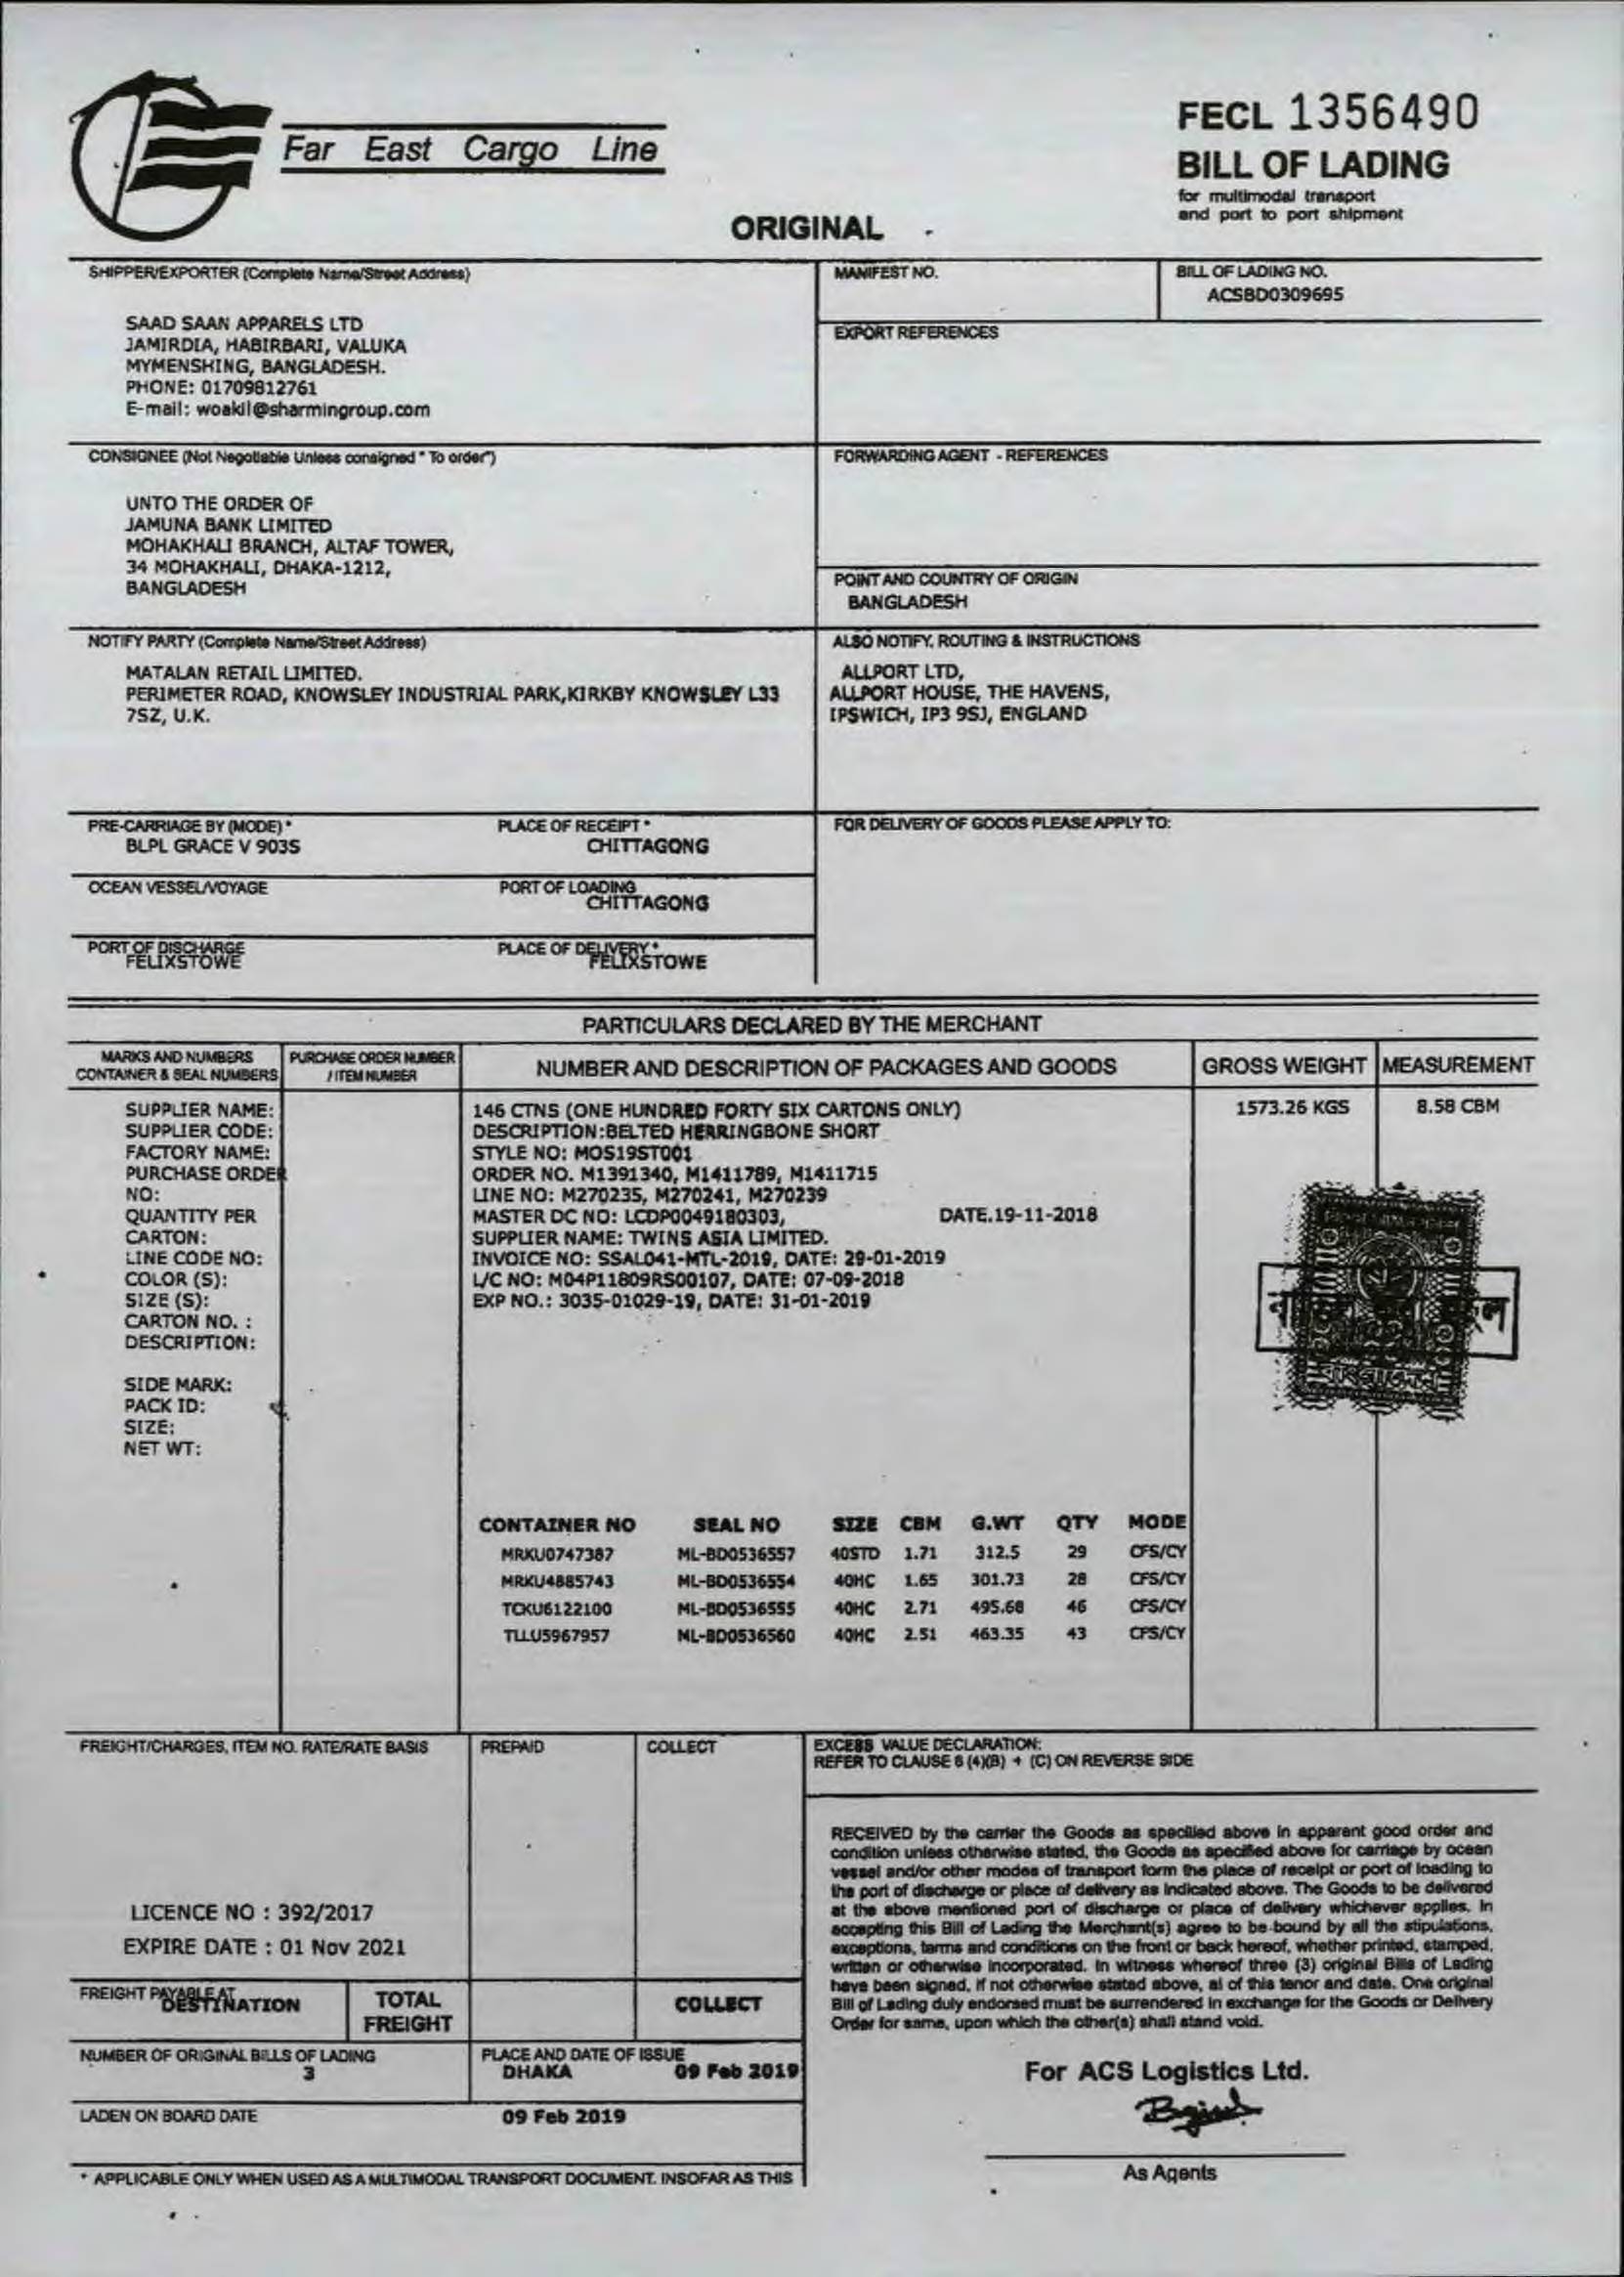 Far East Cargo Line
FECL 1356490
BILL OF LADING
for multimodal transport
and port to port shipment
ORIGINAL
SHIPPER/EXPORTER (Complete Name/Street Address)
SAAD SAAN APPARELS LTD
JAMIRDIA, HABIRBARI, VALUKA
MYMENSHING, BANGLADESH.
PHONE: 01709812761
E-mail: woakil@sharmingroup.com
MANIFEST NO.
BILL OF LADING NO.
ACSBD0309695
EXPORT REFERENCES
CONSIGNEE (Not Negotiable Unless consigned " To order")
UNTO THE ORDER OF
JAMUNA BANK LIMITED
MOHAKHALI BRANCH, ALTAF TOWER,
34 MOHAKHALI, DHAKA-1212,
BANGLADESH
FORWARDING AGENT - REFERENCES
POINT AND COUNTRY OF ORIGIN
BANGLADESH
NOTIFY PARTY (Complete Name/Street Address)
MATALAN RETAIL LIMITED.
PERIMETER ROAD, KNOWSLEY INDUSTRIAL PARK,KIRKBY KNOWSLEY L33
7SZ, U.K.
ALSO NOTIFY. ROUTING & INSTRUCTIONS
ALLPORT LTD,
ALLPORT HOUSE, THE HAVENS,
IPSWICH, IP3 9SJ, ENGLAND
PRE-CARRIAGE BY (MODE) *
BLPL GRACE V 903S
PLACE OF RECEIPT *
CHITTAGONG
FOR DELIVERY OF GOODS PLEASE APPLY TO:
OCEAN VESSEL/VOYAGE
PORT OF LOADING
CHITTAGONG
PORT OF DISCHARGE
FELIXSTOWE
PLACE OF DELIVERY *
FELIXSTOWE
PARTICULARS DECLARED BY THE MERCHANT
MARKS AND NUMBERS
CONTAINER & SEAL NUMBERS
PURCHASE ORDER NUMBER
/ ITEM NUMBER
NUMBER AND DESCRIPTION OF PACKAGES AND GOODS
GROSS WEIGHT
MEASUREMENT
SUPPLIER NAME:
SUPPLIER CODE:
FACTORY NAME:
PURCHASE ORDER
NO:
QUANTITY PER
CARTON:
LINE CODE NO:
COLOR (S):
SIZE (S):
CARTON NO. :
DESCRIPTION:
SIDE MARK:
PACK ID:
SIZE:
NET WT:
146 CTNS (ONE HUNDRED FORTY SIX CARTONS ONLY)
DESCRIPTION:BELTED HERRINGBONE SHORT
STYLE NO: MOS19ST001
ORDER NO. M1391340, M1411789, M1411715
LINE NO: M270235, M270241, M270239
MASTER DC NO: LCDP0049180303, DATE.19-11-2018
SUPPLIER NAME: TWINS ASIA LIMITED.
INVOICE NO: SSAL041-MTL-2019, DATE: 29-01-2019
L/C NO: M04P11809RS00107, DATE: 07-09-2018
EXP NO.: 3035-01029-19, DATE: 31-01-2019
1573.26 KGS
8.58 CBM
CONTAINER NO SEAL NO SIZE CBM G.WT QTY MODE
MRKU0747387 ML-BD0536557 40STD 1.71 312.5 29 CFS/CY
MRKU4885743 ML-BD0536554 40HC 1.65 301.73 28 CFS/CY
TCKU6122100 ML-BD0536555 40HC 2.71 495.68 46 CFS/CY
TLLU5967957 ML-BD0536560 40HC 2.51 463.35 43 CFS/CY
FREIGHT/CHARGES, ITEM NO. RATE/RATE BASIS
PREPAID
COLLECT
EXCESS VALUE DECLARATION:
REFER TO CLAUSE 8 (4)(B) + (C) ON REVERSE SIDE
LICENCE NO : 392/2017
EXPIRE DATE : 01 Nov 2021
RECEIVED by the carrier the Goods as specified above in apparent good order and
condition unless otherwise stated, the Goods as specified above for carriage by ocean
vessel and/or other modes of transport form the place of receipt or port of loading to
the port of discharge or place of delivery as indicated above. The Goods to be delivered
at the above mentioned port of discharge or place of delivery whichever applies. In
accepting this Bill of Lading the Merchant(s) agree to be bound by all the stipulations,
exceptions, terms and conditions on the front or back hereof, whether printed, stamped,
written or otherwise incorporated. In witness whereof three (3) original Bills of Lading
have been signed, if not otherwise stated above, al of this tenor and date. One original
Bill of Lading duly endorsed must be surrendered in exchange for the Goods or Delivery
Order for same, upon which the other(s) shall stand void.
FREIGHT PAYABLE AT
DESTINATION
TOTAL
FREIGHT
COLLECT
NUMBER OF ORIGINAL BILLS OF LADING
3
PLACE AND DATE OF ISSUE
DHAKA 09 Feb 2019
LADEN ON BOARD DATE
09 Feb 2019
For ACS Logistics Ltd.
As Agents
* APPLICABLE ONLY WHEN USED AS A MULTIMODAL TRANSPORT DOCUMENT. INSOFAR AS THIS